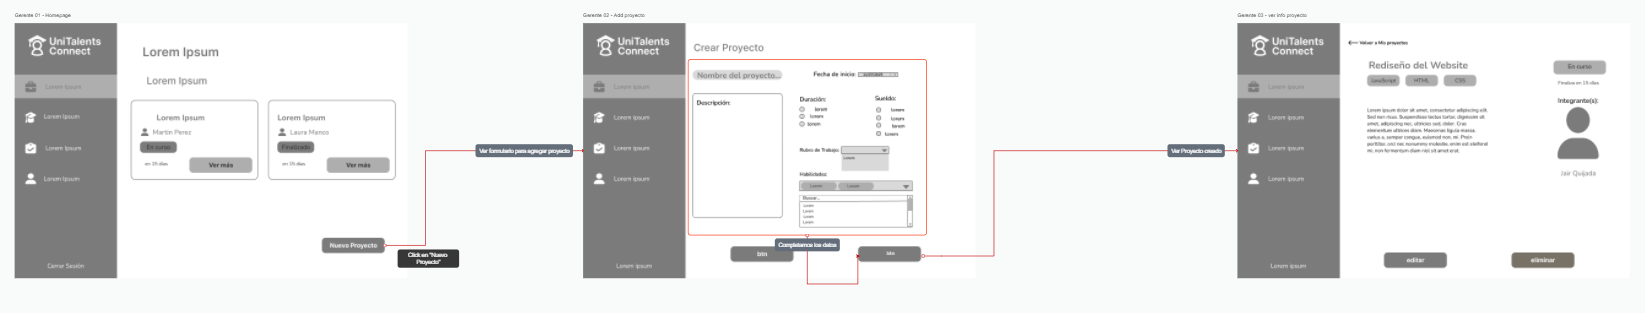 Gerente 01 - Homepage
UniTalents
Connect
Lorem Ipsum
Lorem Ipsum
Lorem Ipsum
Lorem Ipsum
Cerrar Sesión
Lorem Ipsum
Lorem Ipsum
Lorem Ipsum
Martin Perez
En curso
en 15 días
Ver más
Lorem Ipsum
Laura Manco
Finalizado
en 15 días
Ver más
Nuevo Proyecto
Click en "Nuevo
Proyecto"
Ver formulario para agregar proyecto
Gerente 02 - Add proyecto
UniTalents
Connect
Lorem Ipsum
Lorem Ipsum
Lorem Ipsum
Lorem Ipsum
Lorem Ipsum
Crear Proyecto
Nombre del proyecto...
Fecha de inicio:
Descripción:
Duración:
lorem
lorem
lorem
Sueldo:
lorem
lorem
lorem
lorem
Rubro de Trabajo:
Lorem
Habilidades:
Lorem
Lorem
Buscar...
Lorem
Lorem
Lorem
Lorem
Completamos los datos
btn
btn
Ver Proyecto creado
Gerente 03 - ver info proyecto
UniTalents
Connect
Lorem Ipsum
Lorem Ipsum
Lorem Ipsum
Lorem Ipsum
Lorem Ipsum
Volver a Mis proyectos
Rediseño del Website
JavaScript
HTML
CSS
En curso
Finaliza en 15 días
Integrante(s):
Jair Quijada
Lorem ipsum dolor sit amet, consectetur adipiscing elit.
Sed non risus. Suspendisse lectus tortor, dignissim sit
amet, adipiscing nec, ultricies sed, dolor. Cras
elementum ultrices diam. Maecenas ligula massa,
varius a, semper congue, euismod non, mi. Proin
porttitor, orci nec nonummy molestie, enim est eleifend
mi, non fermentum diam nisl sit amet erat.
editar
eliminar